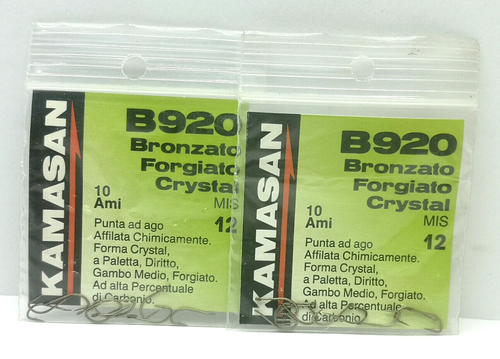 KAMASAN
B920
Bronzato
Forgiato
Crystal
10
Ami
MIS
12
Punta ad ago
Affilata Chimicamente.
Forma Crystal,
a Paletta, Diritto,
Gambo Medio, Forgiato.
Ad alta Percentuale
di Carbonio.
KAMASAN
B920
Bronzato
Forgiato
Crystal
10
Ami
MIS
12
Punta ad ago
Affilata Chimicamente.
Forma Crystal,
a Paletta, Diritto,
Gambo Medio, Forgiato.
Ad alta Percentuale
di Carbonio